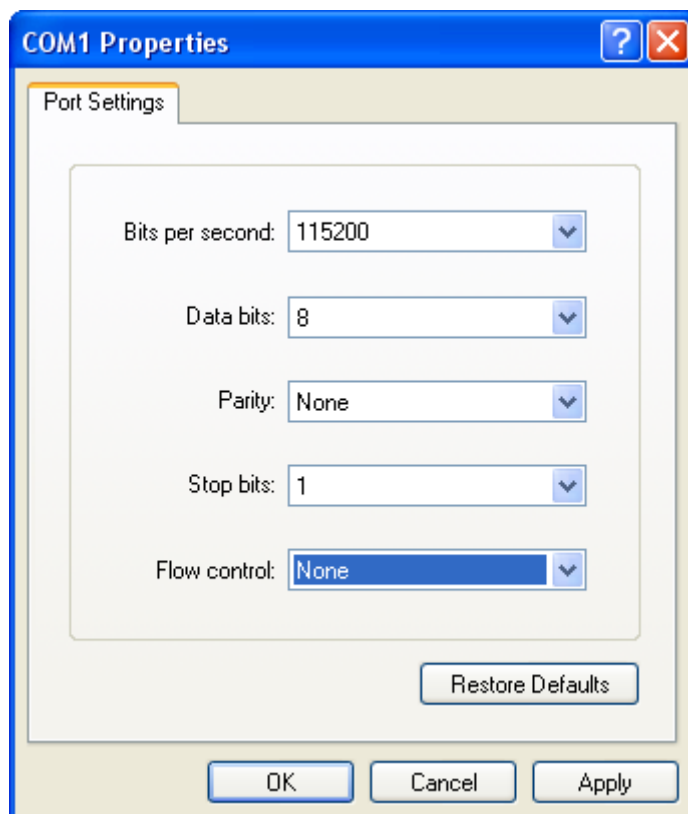 COM1 Properties
Port Settings
Bits per second: 115200
Data bits: 8
Parity: None
Stop bits: 1
Flow control: None
Restore Defaults
OK Cancel Apply